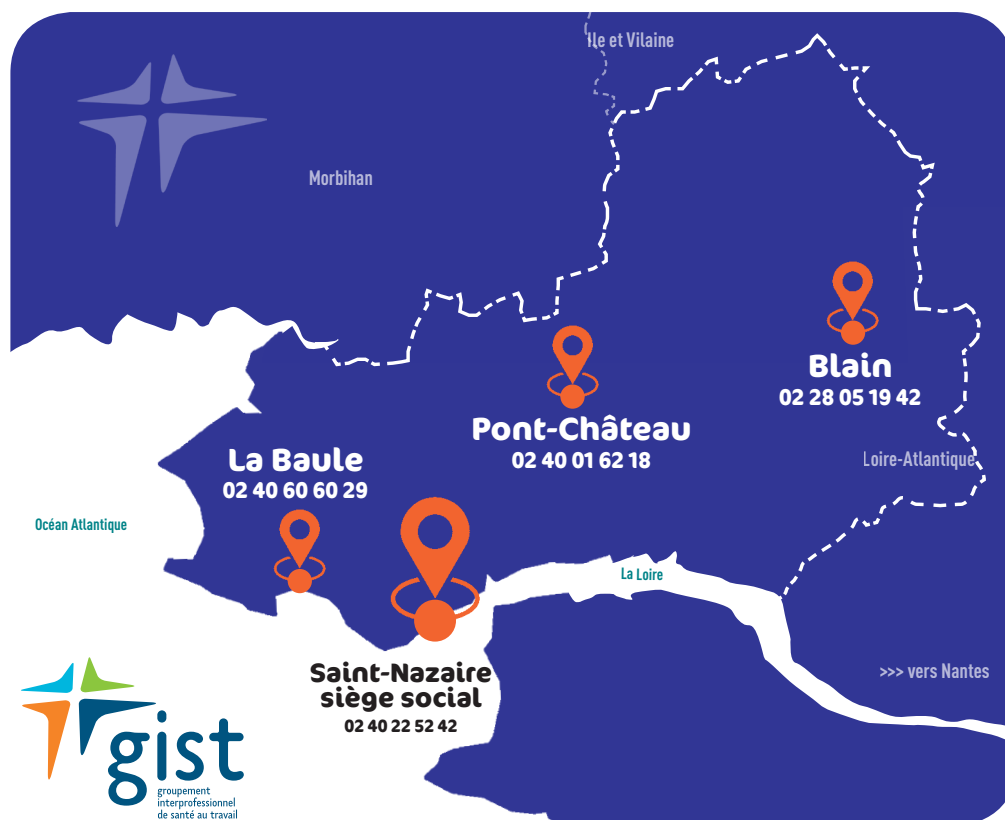 Ile et Vilaine
Morbihan
Blain
02 28 05 19 42
Pont-Château
02 40 01 62 18
La Baule
02 40 60 60 29
Loire-Atlantique
Océan Atlantique
La Loire
Saint-Nazaire
siège social
02 40 22 52 42
>>> vers Nantes
gist
groupement
interprofessionnel
de santé au travail